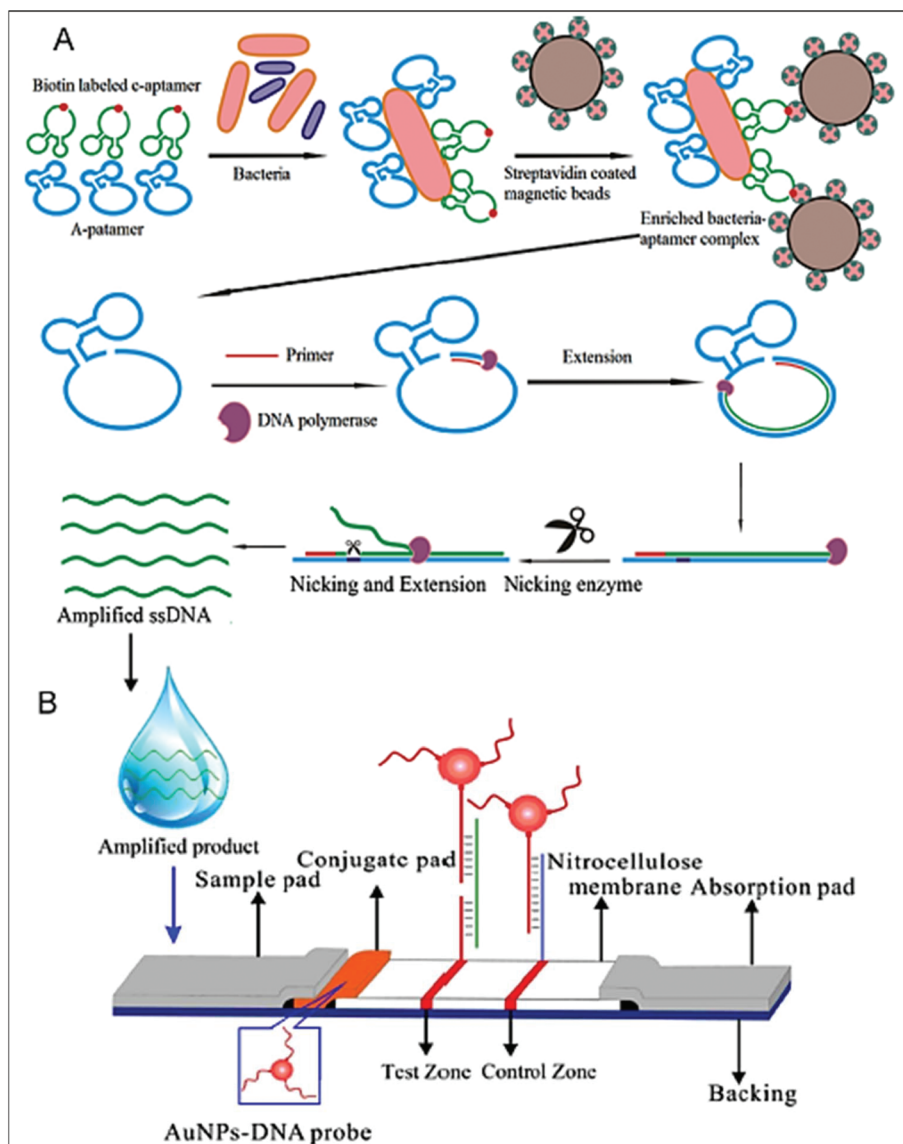 A
Biotin labeled c-aptamer
A-patamer
Bacteria
Streptavidin coated
magnetic beads
Enriched bacteria-
aptamer complex
Primer
DNA polymerase
Extension
Amplified ssDNA
Nicking and Extension
Nicking enzyme
B
Amplified product
Sample pad
Conjugate pad
Nitrocellulose
membrane
Absorption pad
Test Zone
Control Zone
Backing
AuNPs-DNA probe